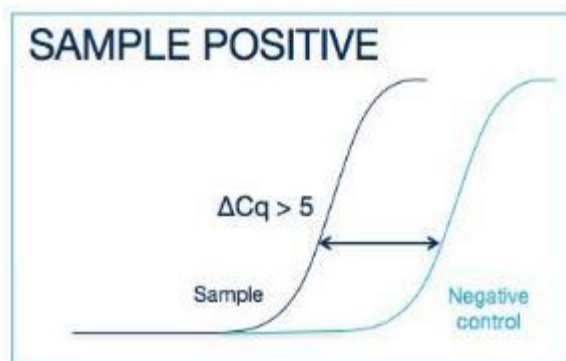 SAMPLE POSITIVE
ΔCq > 5
Sample
Negative
control